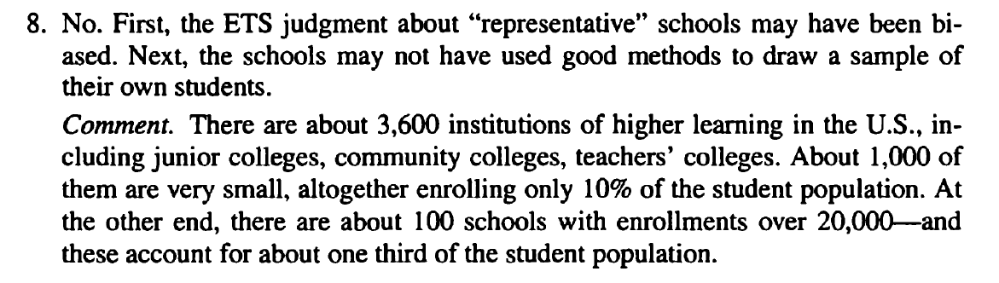 8. No. First, the ETS judgment about “representative” schools may have been bi-
ased. Next, the schools may not have used good methods to draw a sample of
their own students.
Comment. There are about 3,600 institutions of higher learning in the U.S., in-
cluding junior colleges, community colleges, teachers’ colleges. About 1,000 of
them are very small, altogether enrolling only 10% of the student population. At
the other end, there are about 100 schools with enrollments over 20,000—and
these account for about one third of the student population.